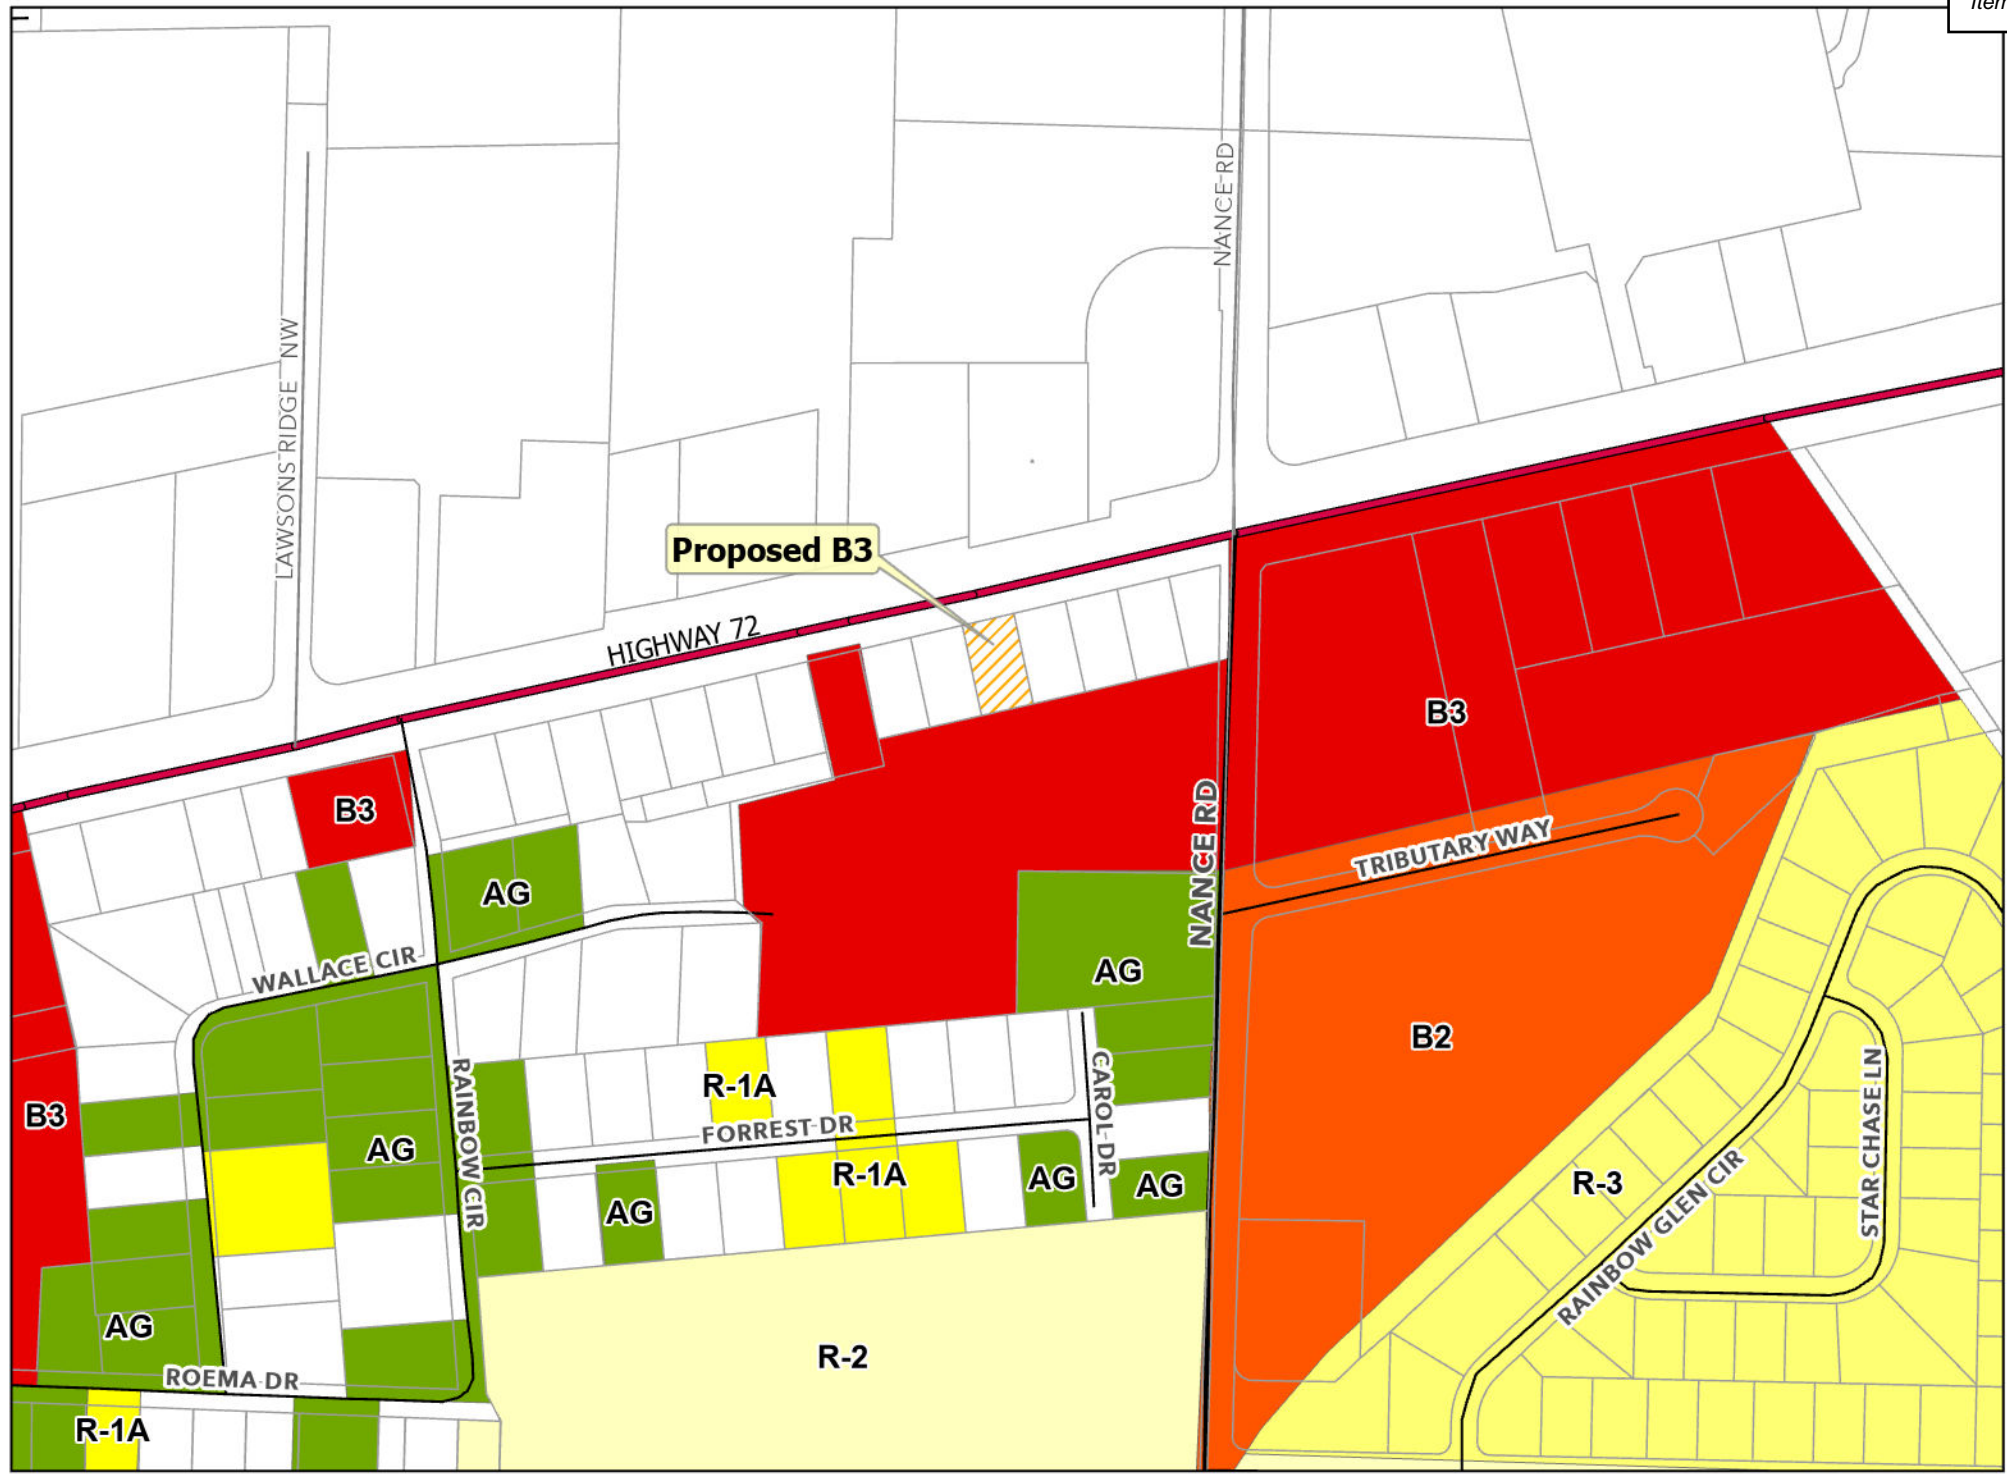 Item
NANCE RD
LAWSONS RIDGE NW
Proposed B3
HIGHWAY 72
B3
B3
NANCE RD
TRIBUTARY WAY
AG
WALLACE CIR
AG
B2
R-1A
RAINBOW CIR
CAROL DR
B3
FORREST DR
AG
R-1A
AG
AG
AG
R-3
RAINBOW GLEN CIR
STAR CHASE LN
AG
R-2
ROEMA DR
R-1A